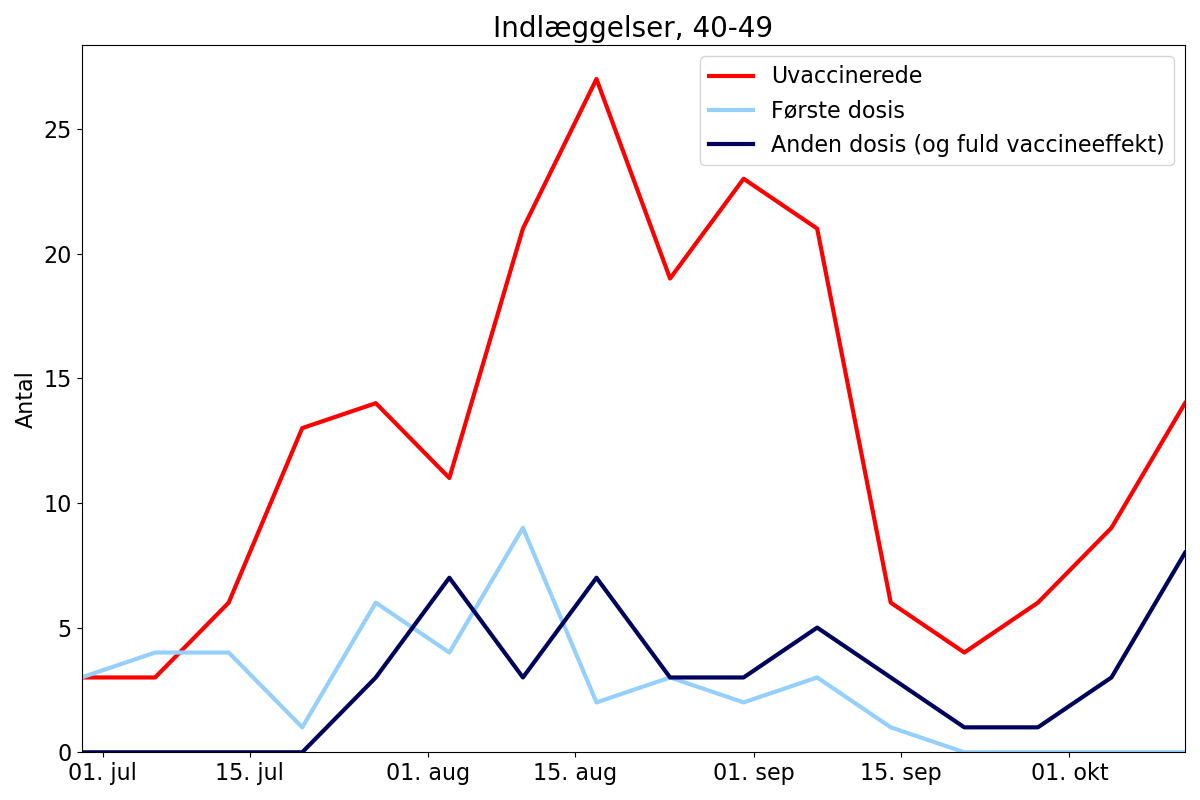 Indlæggelser, 40-49
Uvaccinerede
Første dosis
Anden dosis (og fuld vaccineeffekt)
Antal
25
20
15
10
5
0
01. jul
15. jul
01. aug
15. aug
01. sep
15. sep
01. okt